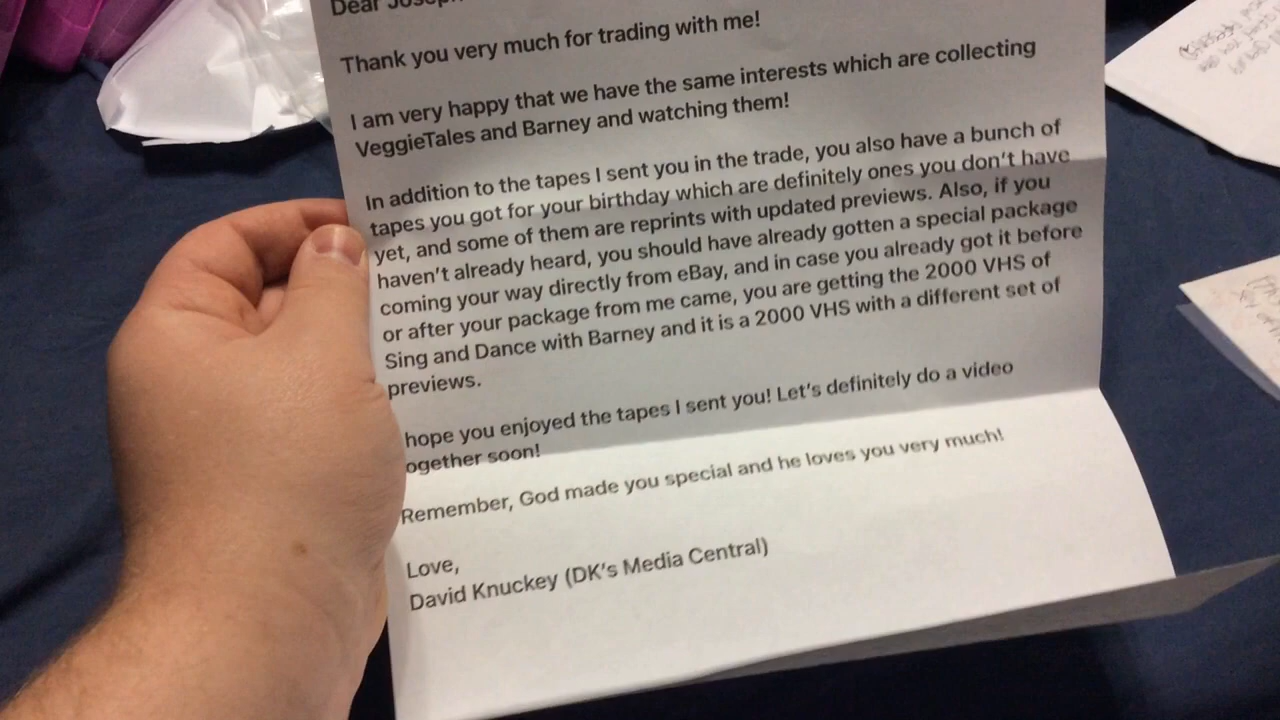 Dear Joseph
Thank you very much for trading with me!
I am very happy that we have the same interests which are collecting
VeggieTales and Barney and watching them!
In addition to the tapes I sent you in the trade, you also have a bunch of
tapes you got for your birthday which are definitely ones you don't have
yet, and some of them are reprints with updated previews. Also, if you
haven't already heard, you should have already gotten a special package
coming your way directly from eBay, and in case you already got it before
or after your package from me came, you are getting the 2000 VHS of
Sing and Dance with Barney and it is a 2000 VHS with a different set of
previews.
hope you enjoyed the tapes I sent you! Let's definitely do a video
ogether soon!
Remember, God made you special and he loves you very much!
Love,
David Knuckey (DK's Media Central)